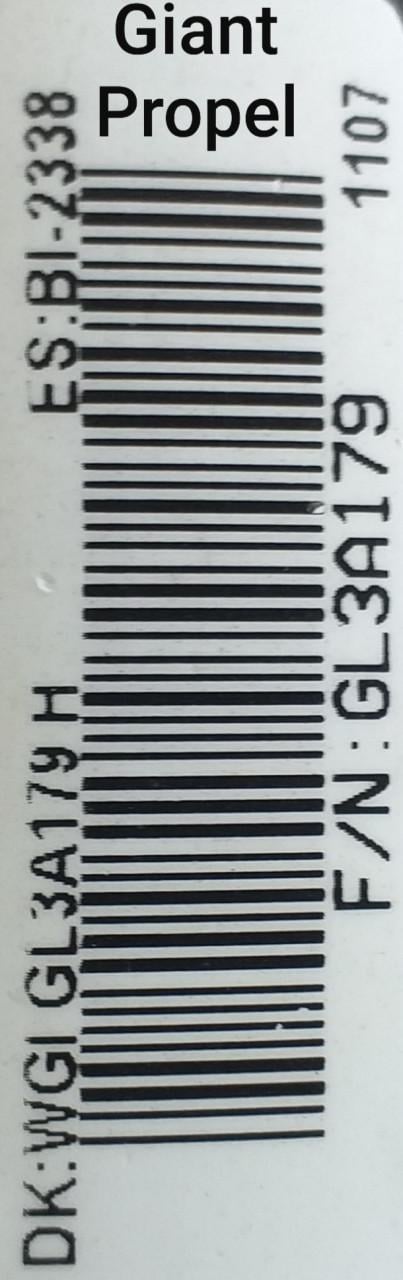 Giant
Propel
ES:BI-2338
1107
DK:WGI GL3A179 H
F/N:GL3A179